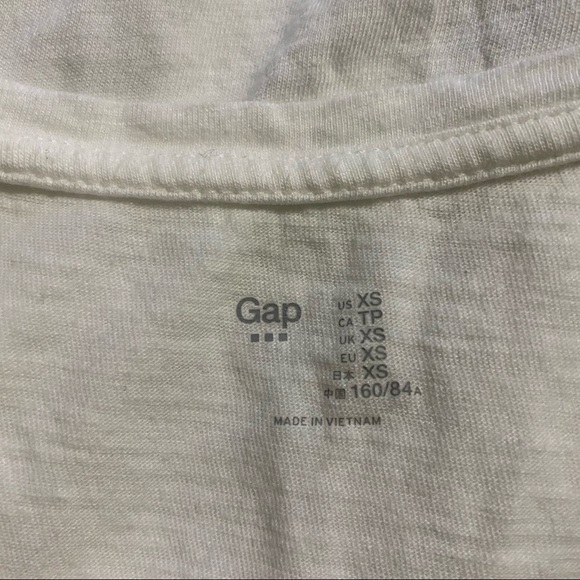 Gap
US XS
CA TP
UK XS
EU XS
日本 XS
中国 160/84A
MADE IN VIETNAM